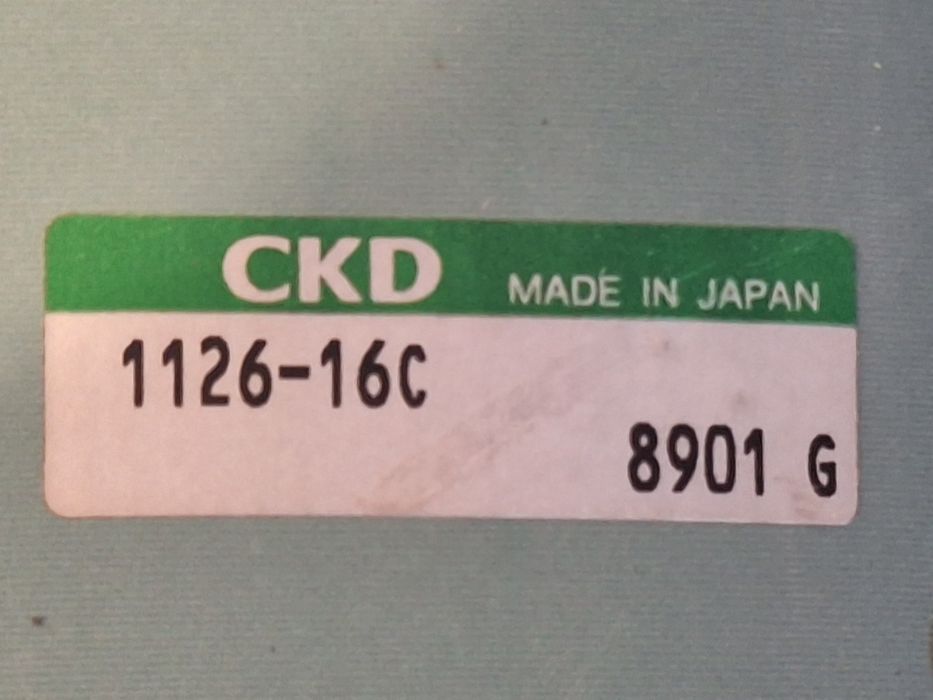 CKD MADE IN JAPAN
1126-16C
8901 G